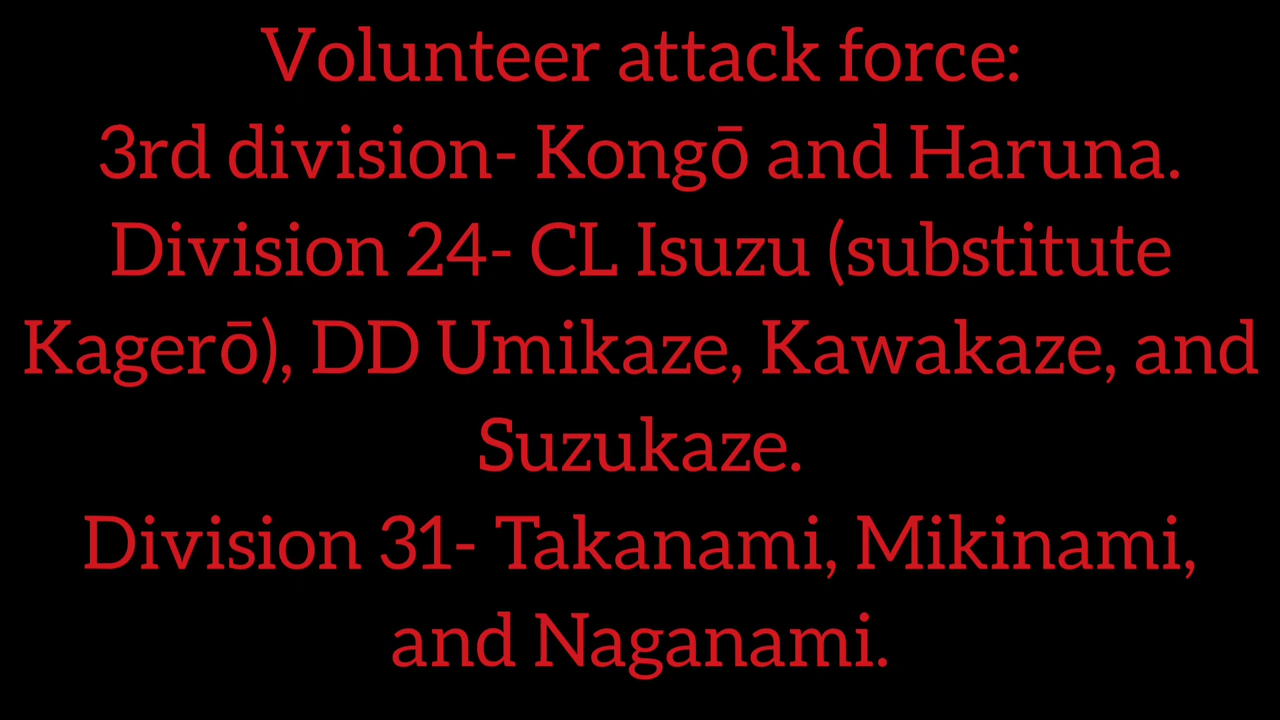 Volunteer attack force:
3rd division- Kongō and Haruna.
Division 24- CL Isuzu (substitute
Kagerō), DD Umikaze, Kawakaze, and
Suzukaze.
Division 31- Takanami, Mikinami,
and Naganami.